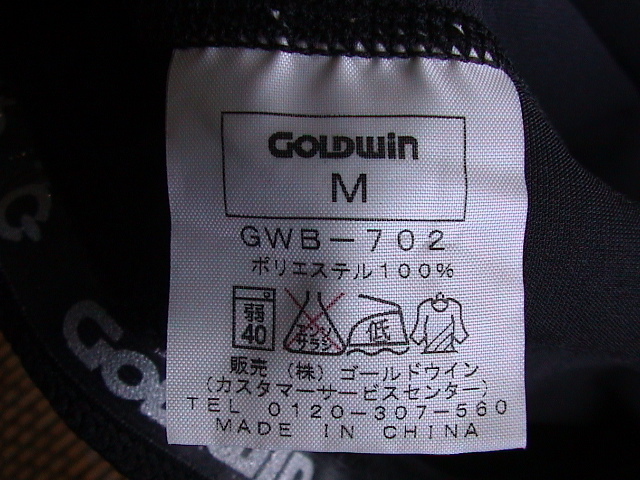 GOLDWIN
M
GWB-702
ポリエステル100%
弱 40 エンソ サラシ 低
販売 (株) ゴールドウイン
(カスタマーサービスセンター)
TEL 0120-307-560
MADE IN CHINA
G
GOLDWIN